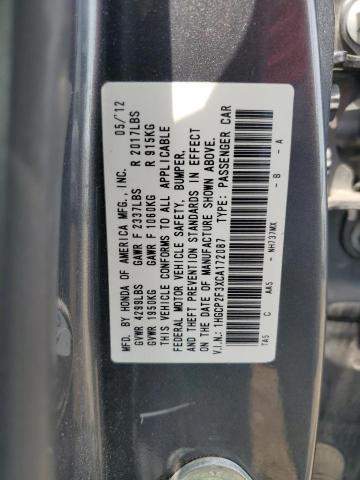 MFD. BY HONDA OF AMERICA MFG., INC. 05/12
GVWR 4299LBS GAWR F 2337LBS R 2017LBS
GVWR 1950KG GAWR F 1060KG R 915KG
THIS VEHICLE CONFORMS TO ALL APPLICABLE
FEDERAL MOTOR VEHICLE SAFETY, BUMPER,
AND THEFT PREVENTION STANDARDS IN EFFECT
ON THE DATE OF MANUFACTURE SHOWN ABOVE.
V.I.N.: 1HGCP2F3XCA172087 TYPE: PASSENGER CAR
TA5 C AA5 - NH737MX - B - A